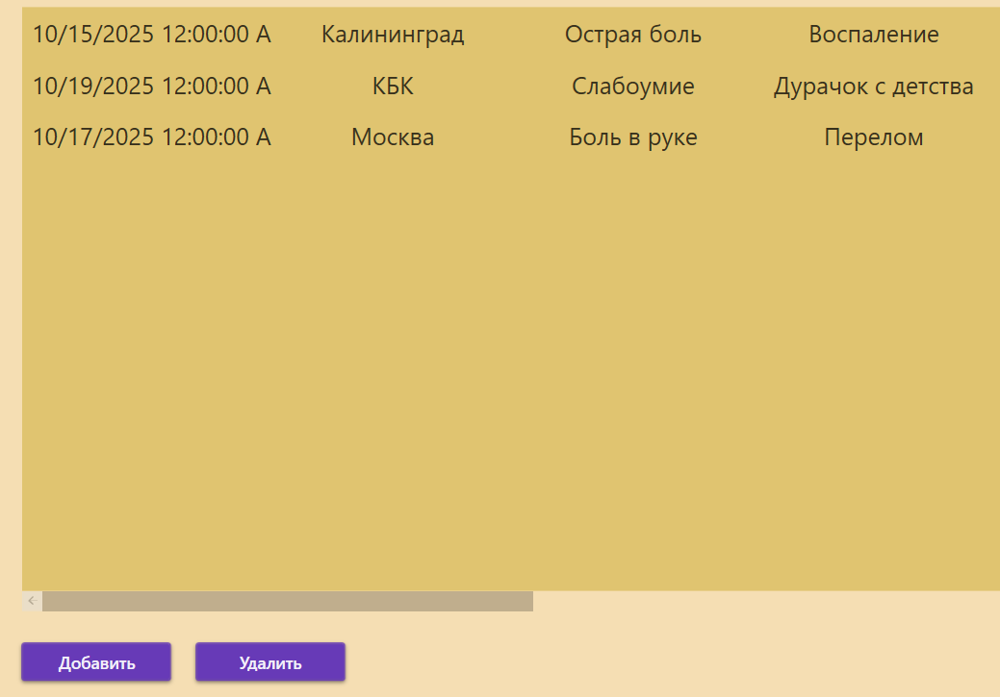 10/15/2025 12:00:00 A Калининград Острая боль Воспаление
10/19/2025 12:00:00 A КБК Слабоумие Дурачок с детства
10/17/2025 12:00:00 A Москва Боль в руке Перелом
Добавить Удалить